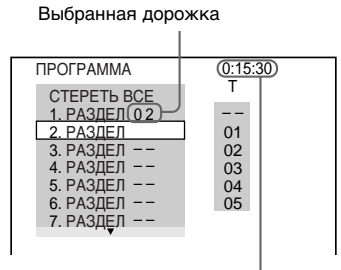 Выбранная дорожка
ПРОГРАММА 0:15:30
T
СТЕРЕТЬ ВСЕ
1. РАЗДЕЛ 0 2 – –
2. РАЗДЕЛ 01
3. РАЗДЕЛ – – 02
4. РАЗДЕЛ – – 03
5. РАЗДЕЛ – – 04
6. РАЗДЕЛ – – 05
7. РАЗДЕЛ – –